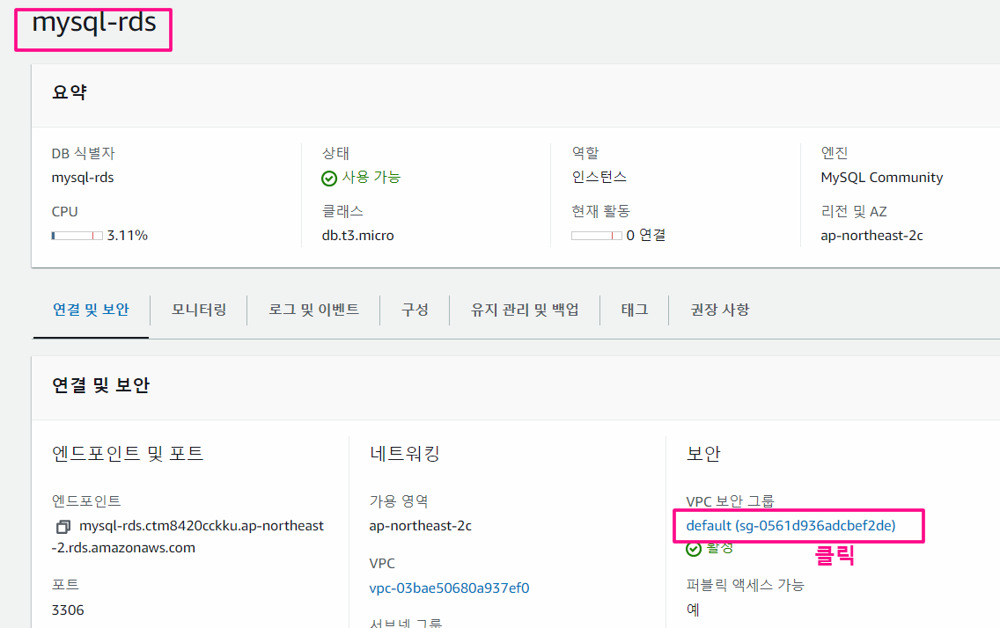 mysql-rds
요약
DB 식별자
mysql-rds
CPU
3.11%
상태
사용 가능
클래스
db.t3.micro
역할
인스턴스
현재 활동
0 연결
엔진
MySQL Community
리전 및 AZ
ap-northeast-2c
연결 및 보안 모니터링 로그 및 이벤트 구성 유지 관리 및 백업 태그 권장 사항
연결 및 보안
엔드포인트 및 포트
엔드포인트
mysql-rds.ctm8420cckku.ap-northeast
-2.rds.amazonaws.com
포트
3306
네트워킹
가용 영역
ap-northeast-2c
VPC
vpc-03bae50680a937ef0
서브넷 그룹
보안
VPC 보안 그룹
default (sg-0561d936adcbef2de)
활성
클릭
퍼블릭 액세스 가능
예